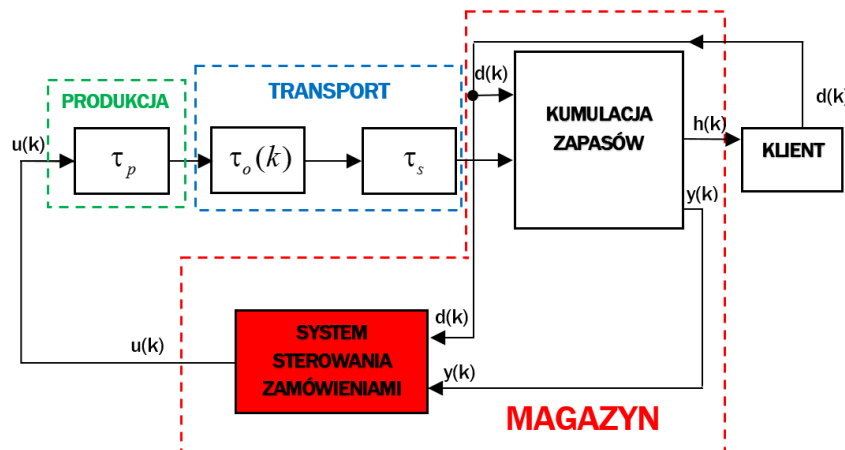 PRODUKCJA
TRANSPORT
d(k)
KUMULACJA
ZAPASÓW
d(k)
u(k)
τp
τo(k)
τs
h(k)
KLIENT
y(k)
d(k)
SYSTEM
STEROWANIA
ZAMÓWIENIAMI
u(k)
y(k)
MAGAZYN